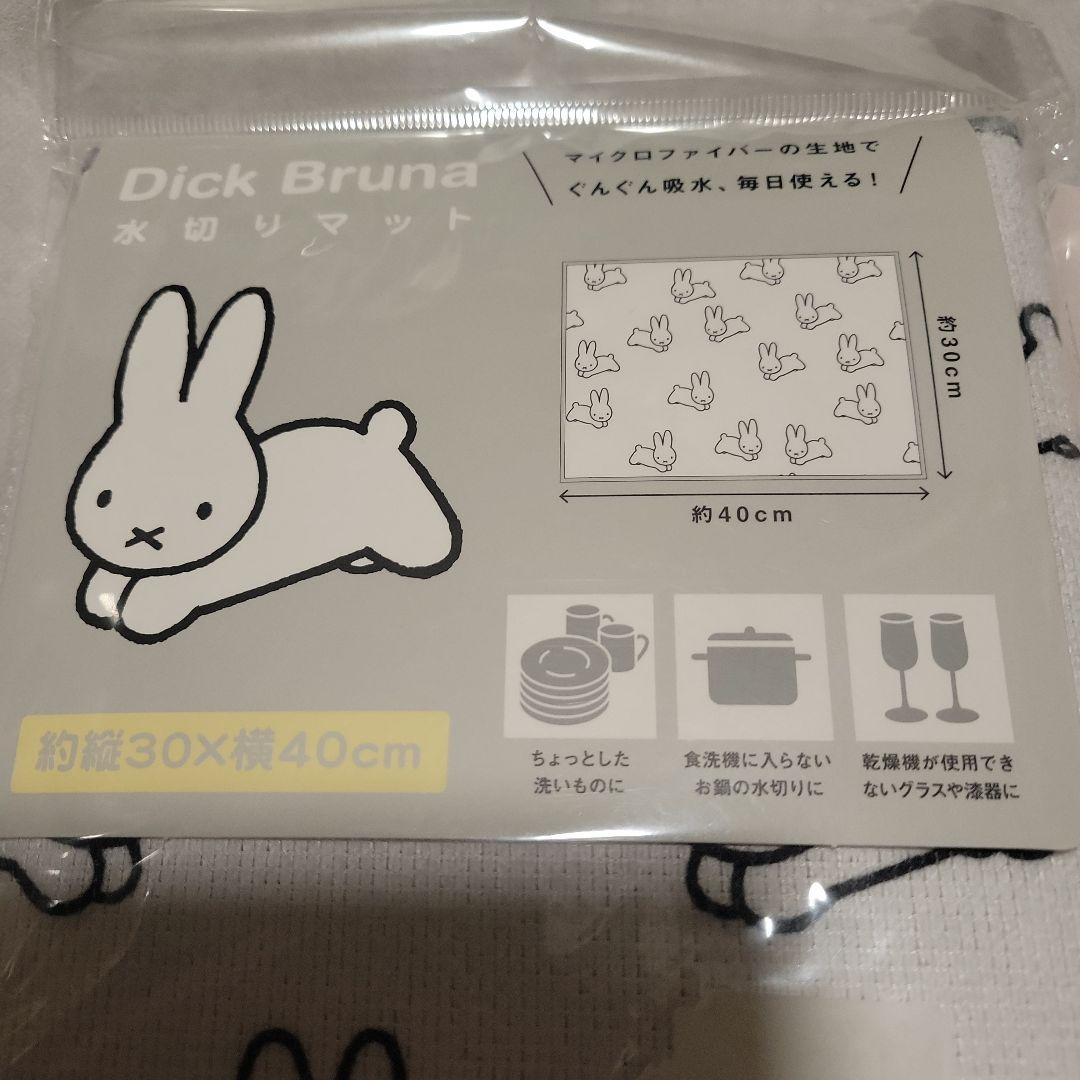 Dick Bruna
水切りマット
マイクロファイバーの生地で
ぐんぐん吸水、毎日使える！
約30cm
約40cm
約縦30×横40cm
ちょっとした
洗いものに
食洗機に入らない
お鍋の水切りに
乾燥機が使用でき
ないグラスや漆器に